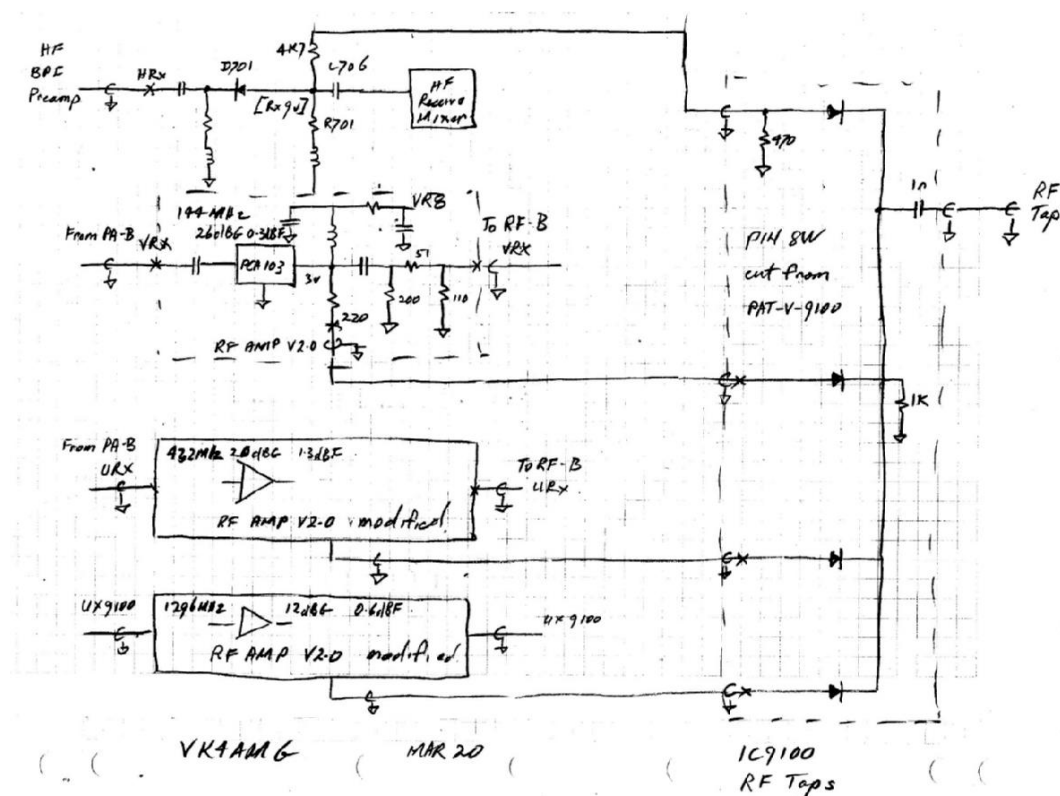 HF
BPF
Preamp
HRx
D701
4K7
C706
[Rx9v]
R701
HF
Receive
Mixer
470
1n
RF
Tap
PIN SW
cut from
PAT-V-9100
1K
144 MHz
26dBG 0.3dBF
VR8
From PA-B
VRX
3v
51
200
110
220
To RF-B
VRX
RF AMP V2.0
From PA-B
URX
432MHz 20dBG 1.3dBF
RF AMP V2.0 modified
To RF-B
URX
UX9100
1296MHz 12dBG 0.6dBF
RF AMP V2.0 modified
UX9100
VK4AMG
MAR 20
IC9100
RF Taps